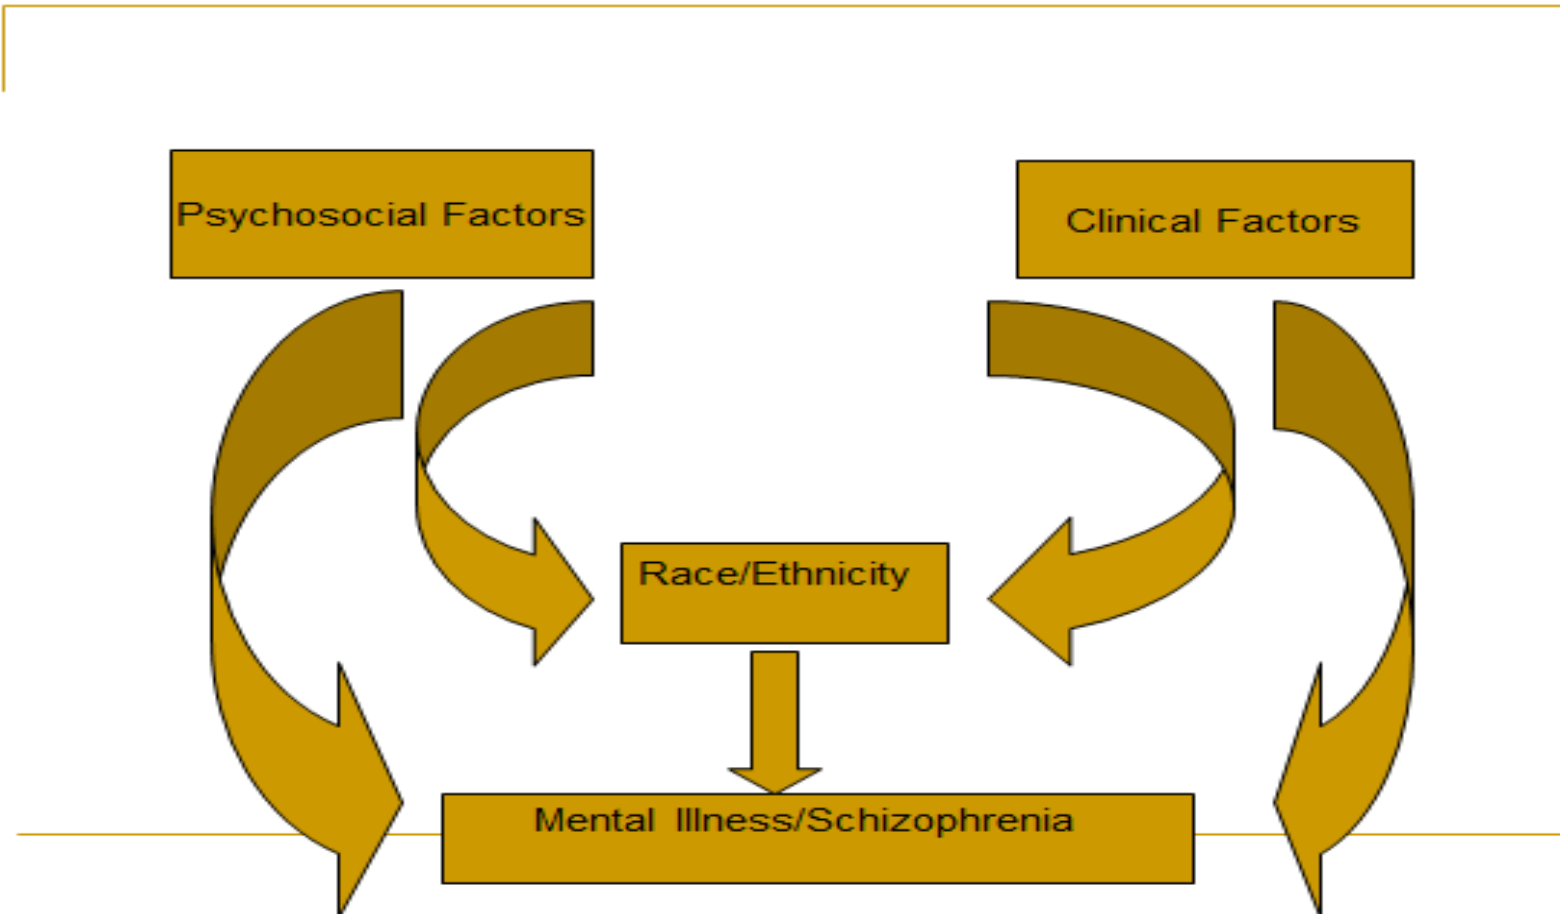 Psychosocial Factors
Clinical Factors
Race/Ethnicity
Mental Illness/Schizophrenia